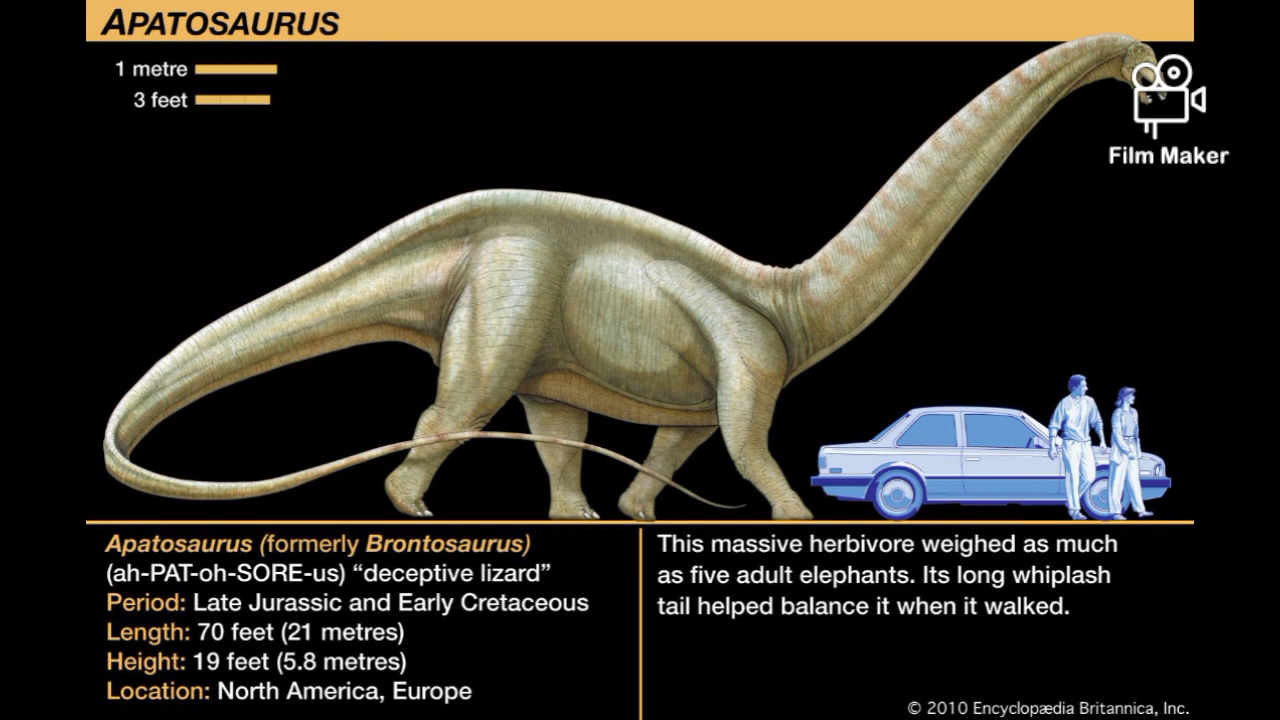 APATOSAURUS
1 metre
3 feet
Film Maker
Apatosaurus (formerly Brontosaurus)
(ah-PAT-oh-SORE-us) “deceptive lizard”
Period: Late Jurassic and Early Cretaceous
Length: 70 feet (21 metres)
Height: 19 feet (5.8 metres)
Location: North America, Europe
This massive herbivore weighed as much
as five adult elephants. Its long whiplash
tail helped balance it when it walked.
© 2010 Encyclopædia Britannica, Inc.